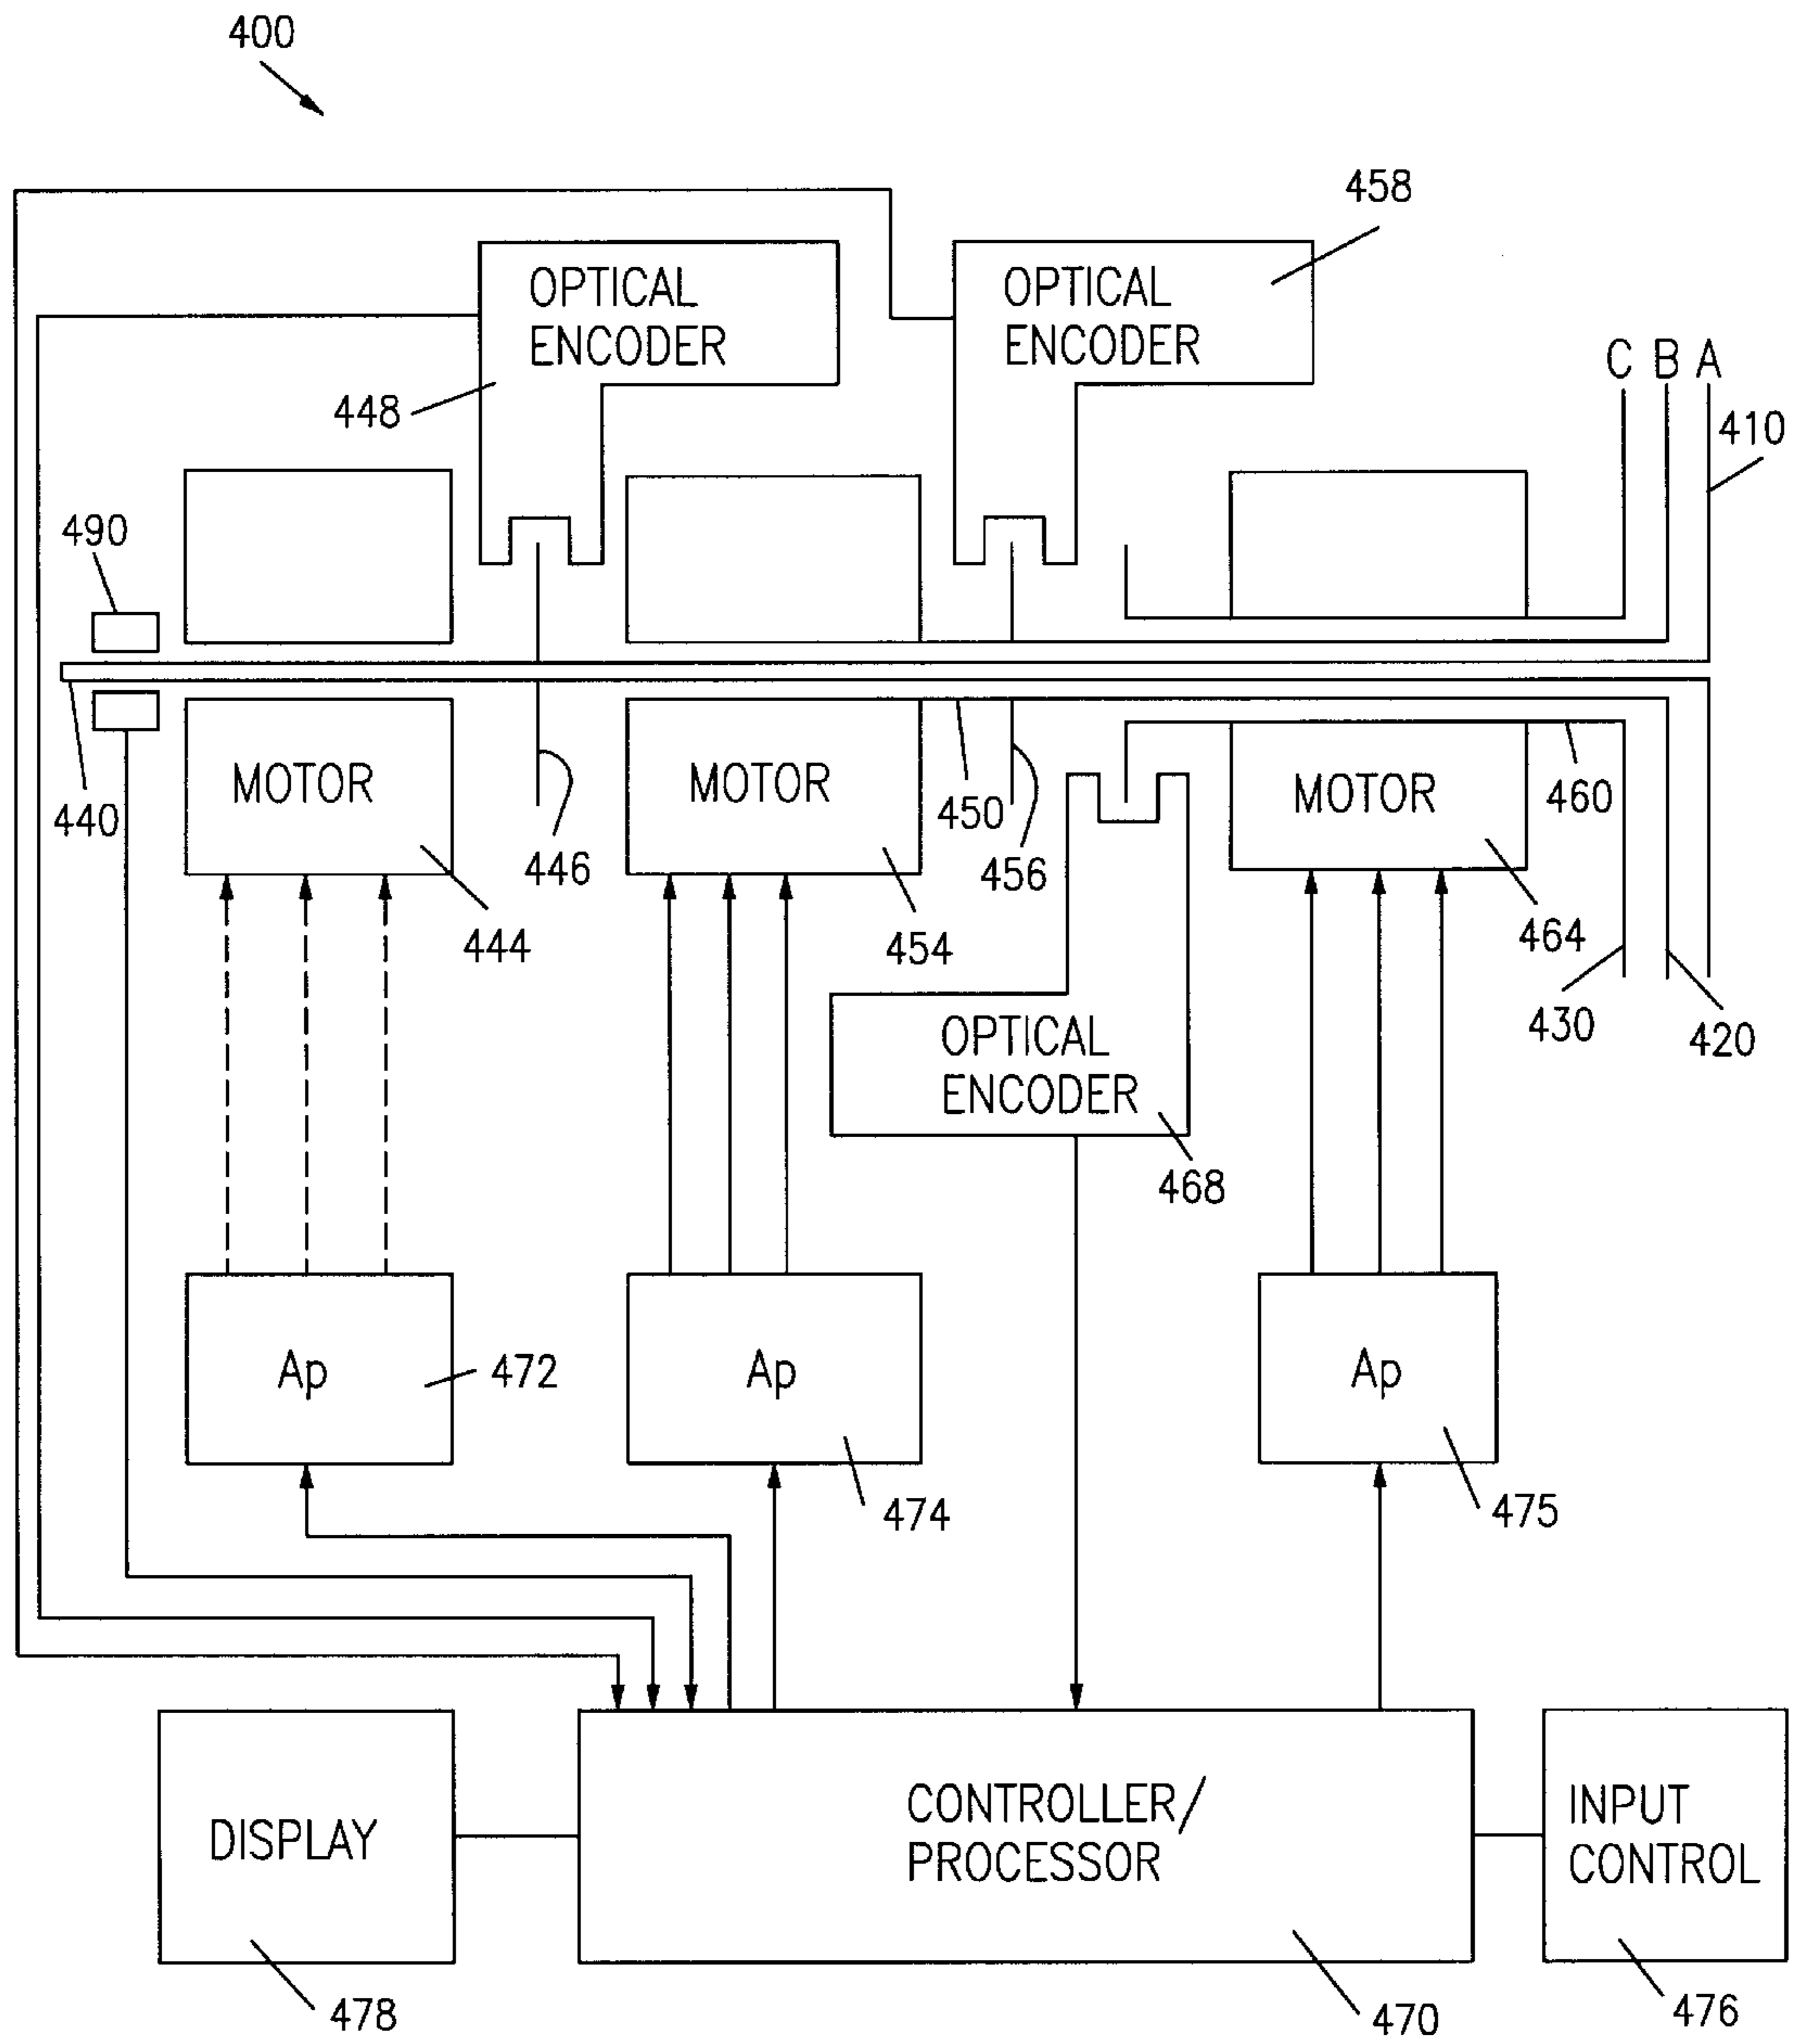 400
458
OPTICAL
ENCODER
OPTICAL
ENCODER
448
C B A
410
490
MOTOR
MOTOR
MOTOR
440
446
450
456
460
444
454
464
430
420
OPTICAL
ENCODER
468
Ap
472
Ap
474
Ap
475
DISPLAY
478
CONTROLLER/
PROCESSOR
470
INPUT
CONTROL
476